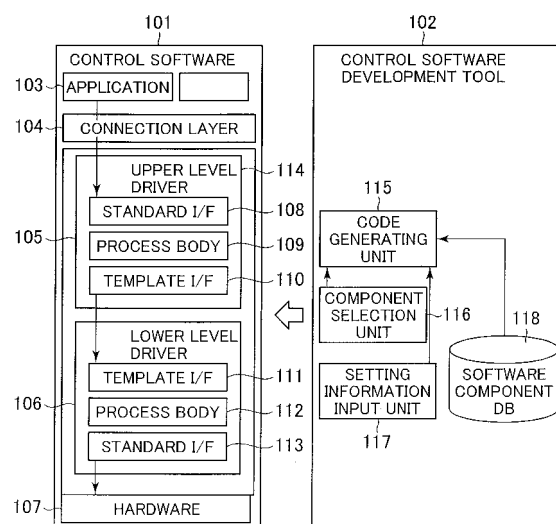 101
CONTROL SOFTWARE
103
APPLICATION
104
CONNECTION LAYER
UPPER LEVEL
DRIVER
114
105
STANDARD I/F
108
PROCESS BODY
109
TEMPLATE I/F
110
LOWER LEVEL
DRIVER
106
TEMPLATE I/F
111
PROCESS BODY
112
STANDARD I/F
113
107
HARDWARE
102
CONTROL SOFTWARE
DEVELOPMENT TOOL
115
CODE
GENERATING
UNIT
COMPONENT
SELECTION
UNIT
116
SETTING
INFORMATION
INPUT UNIT
117
118
SOFTWARE
COMPONENT
DB